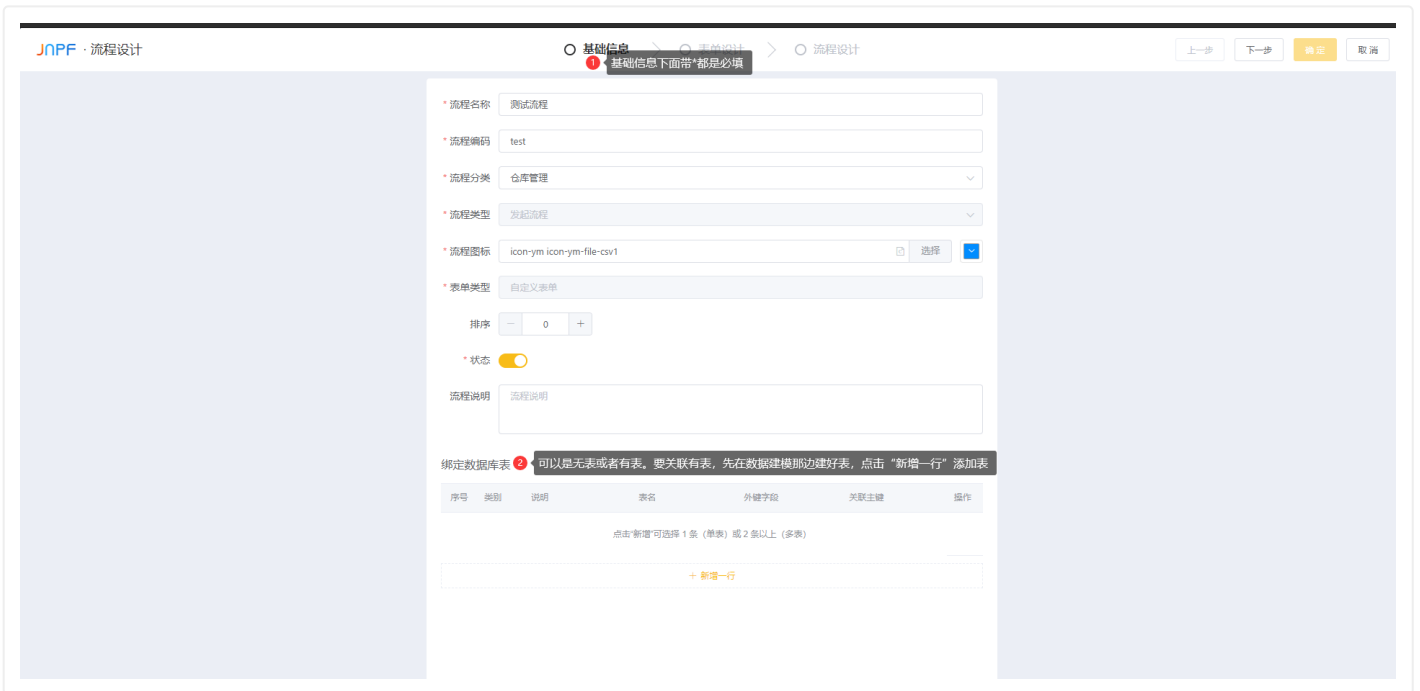 JNPF · 流程设计
基础信息 > 表单设计 > 流程设计
上一步 下一步 确定 取消
1 基础信息下面带*都是必填
* 流程名称 测试流程
* 流程编码 test
* 流程分类 仓库管理
* 流程类型 发起流程
* 流程图标 icon-ym icon-ym-file-csv1 选择
* 表单类型 自定义表单
排序 − 0 +
* 状态
流程说明 流程说明
绑定数据库表 2 可以是无表或者有表。要关联有表，先在数据建模那边建好表，点击“新增一行”添加表
序号 类别 说明 表名 外键字段 关联主键 操作
点击“新增”可选择 1 条（单表）或 2 条以上（多表）
+ 新增一行